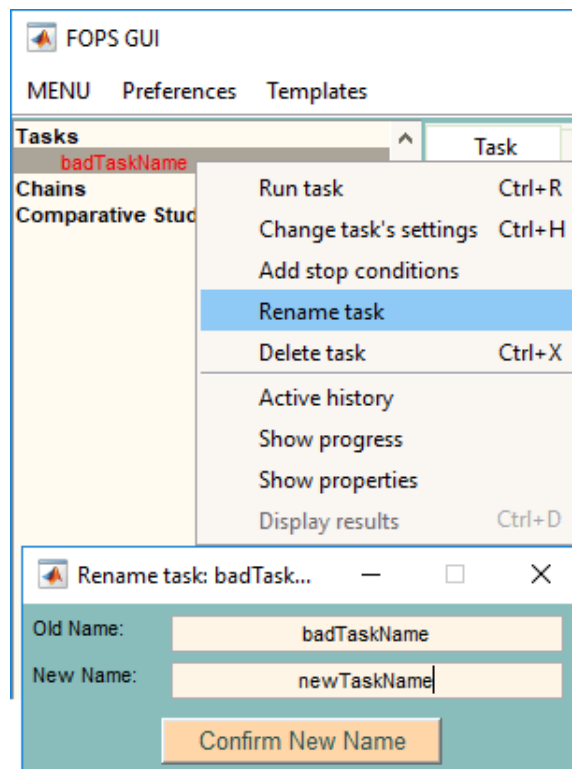 FOPS GUI
MENU Preferences Templates
Tasks
Task
badTaskName
Chains
Comparative Stud
Run task Ctrl+R
Change task's settings Ctrl+H
Add stop conditions
Rename task
Delete task Ctrl+X
Active history
Show progress
Show properties
Display results Ctrl+D
Rename task: badTask...
Old Name: badTaskName
New Name: newTaskName
Confirm New Name